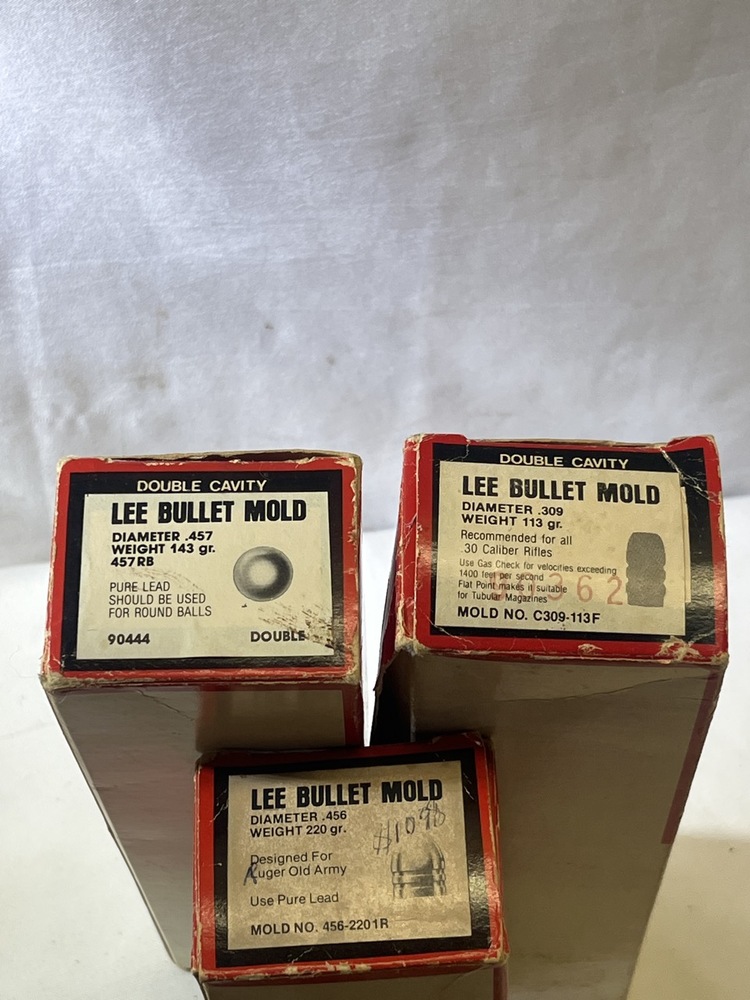 DOUBLE CAVITY
LEE BULLET MOLD
DIAMETER .457
WEIGHT 143 gr.
457 RB
PURE LEAD
SHOULD BE USED
FOR ROUND BALLS
90444 DOUBLE
DOUBLE CAVITY
LEE BULLET MOLD
DIAMETER .309
WEIGHT 113 gr.
Recommended for all
.30 Caliber Rifles
Use Gas Check for velocities exceeding
1400 feet per second
Flat Point makes it suitable
for Tubular Magazines
362
MOLD NO. C309-113F
LEE BULLET MOLD
DIAMETER .456
WEIGHT 220 gr.
$10.98
Designed For
Ruger Old Army
Use Pure Lead
MOLD NO. 456-2201R